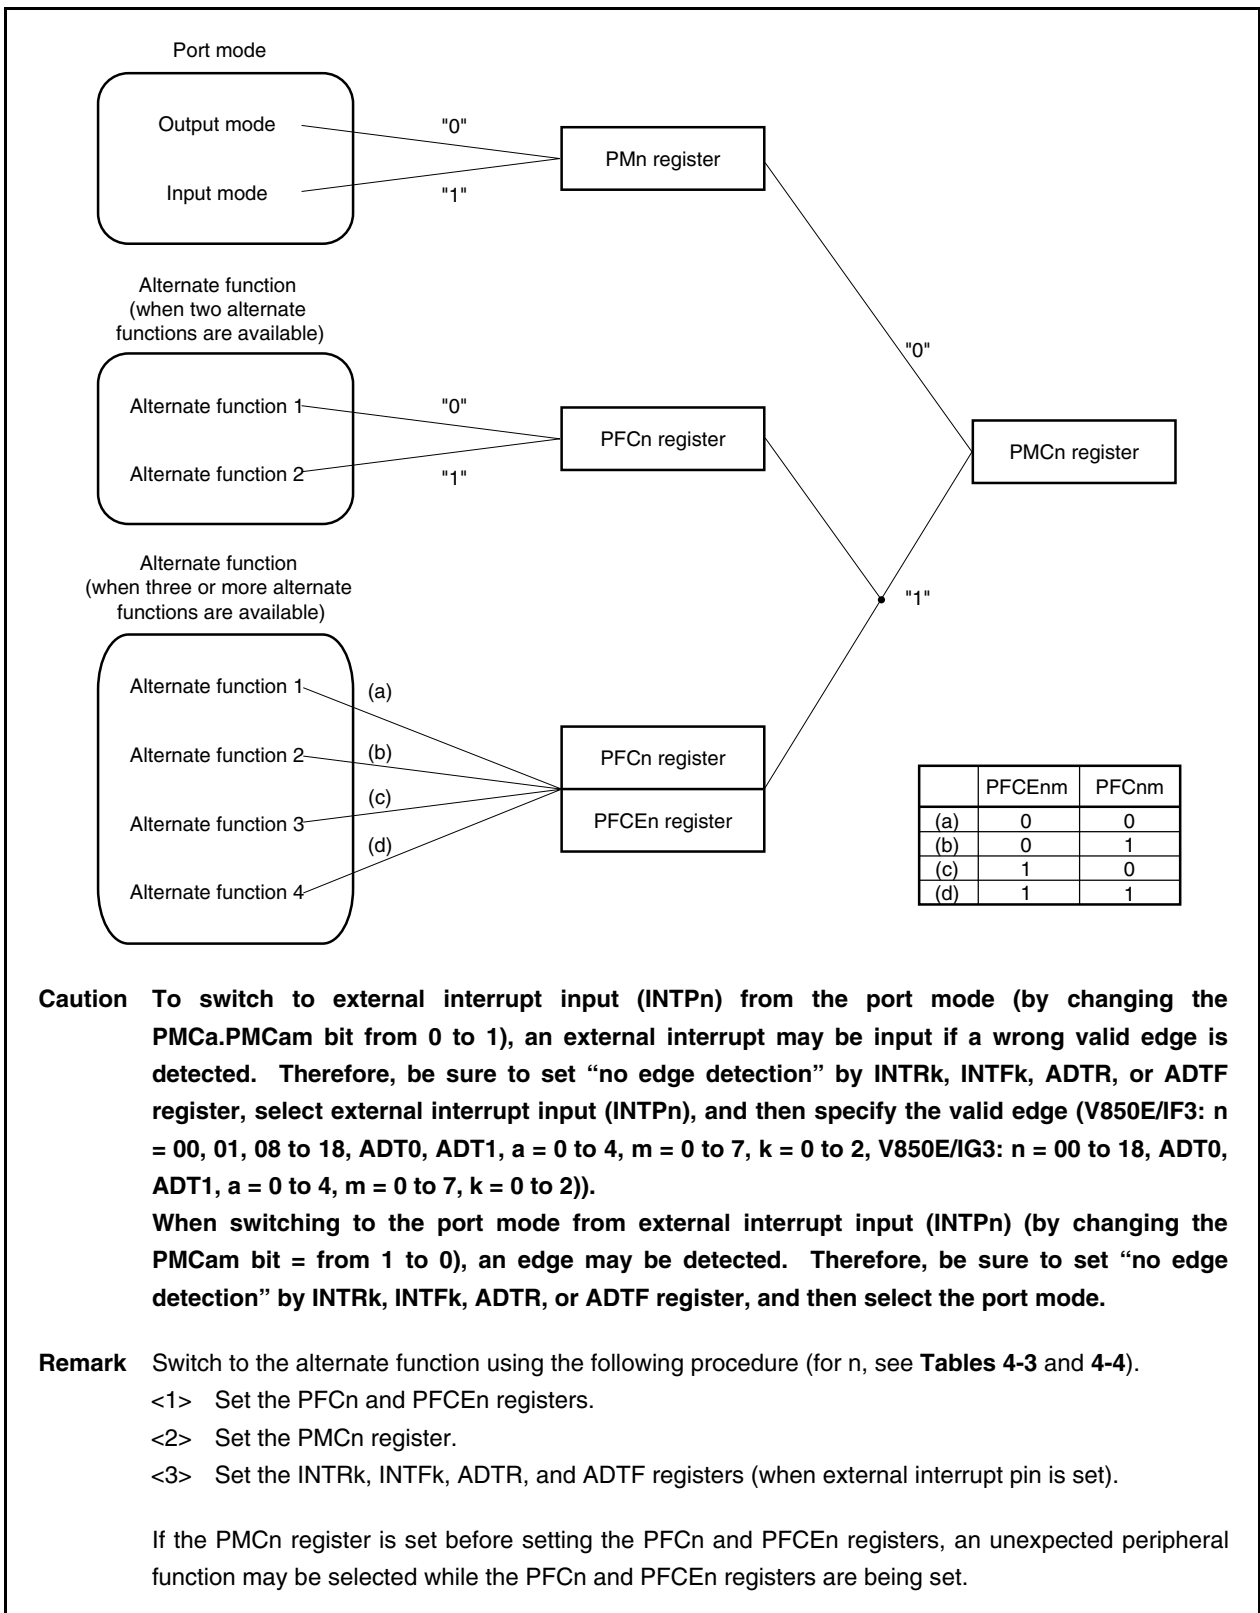 Port mode
Output mode
"0"
PMn register
Input mode
"1"
Alternate function
(when two alternate
functions are available)
"0"
Alternate function 1
"0"
PFCn register
PMCn register
Alternate function 2
"1"
Alternate function
(when three or more alternate
functions are available)
"1"
Alternate function 1
(a)
Alternate function 2
(b)
PFCn register
(c)
Alternate function 3
PFCEn register
(d)
Alternate function 4
PFCEnm PFCnm
(a) 0 0
(b) 0 1
(c) 1 0
(d) 1 1
Caution To switch to external interrupt input (INTPn) from the port mode (by changing the
PMCa.PMCam bit from 0 to 1), an external interrupt may be input if a wrong valid edge is
detected. Therefore, be sure to set “no edge detection” by INTRk, INTFk, ADTR, or ADTF
register, select external interrupt input (INTPn), and then specify the valid edge (V850E/IF3: n
= 00, 01, 08 to 18, ADT0, ADT1, a = 0 to 4, m = 0 to 7, k = 0 to 2, V850E/IG3: n = 00 to 18, ADT0,
ADT1, a = 0 to 4, m = 0 to 7, k = 0 to 2)).
When switching to the port mode from external interrupt input (INTPn) (by changing the
PMCam bit = from 1 to 0), an edge may be detected. Therefore, be sure to set “no edge
detection” by INTRk, INTFk, ADTR, or ADTF register, and then select the port mode.
Remark Switch to the alternate function using the following procedure (for n, see Tables 4-3 and 4-4).
<1> Set the PFCn and PFCEn registers.
<2> Set the PMCn register.
<3> Set the INTRk, INTFk, ADTR, and ADTF registers (when external interrupt pin is set).
If the PMCn register is set before setting the PFCn and PFCEn registers, an unexpected peripheral
function may be selected while the PFCn and PFCEn registers are being set.